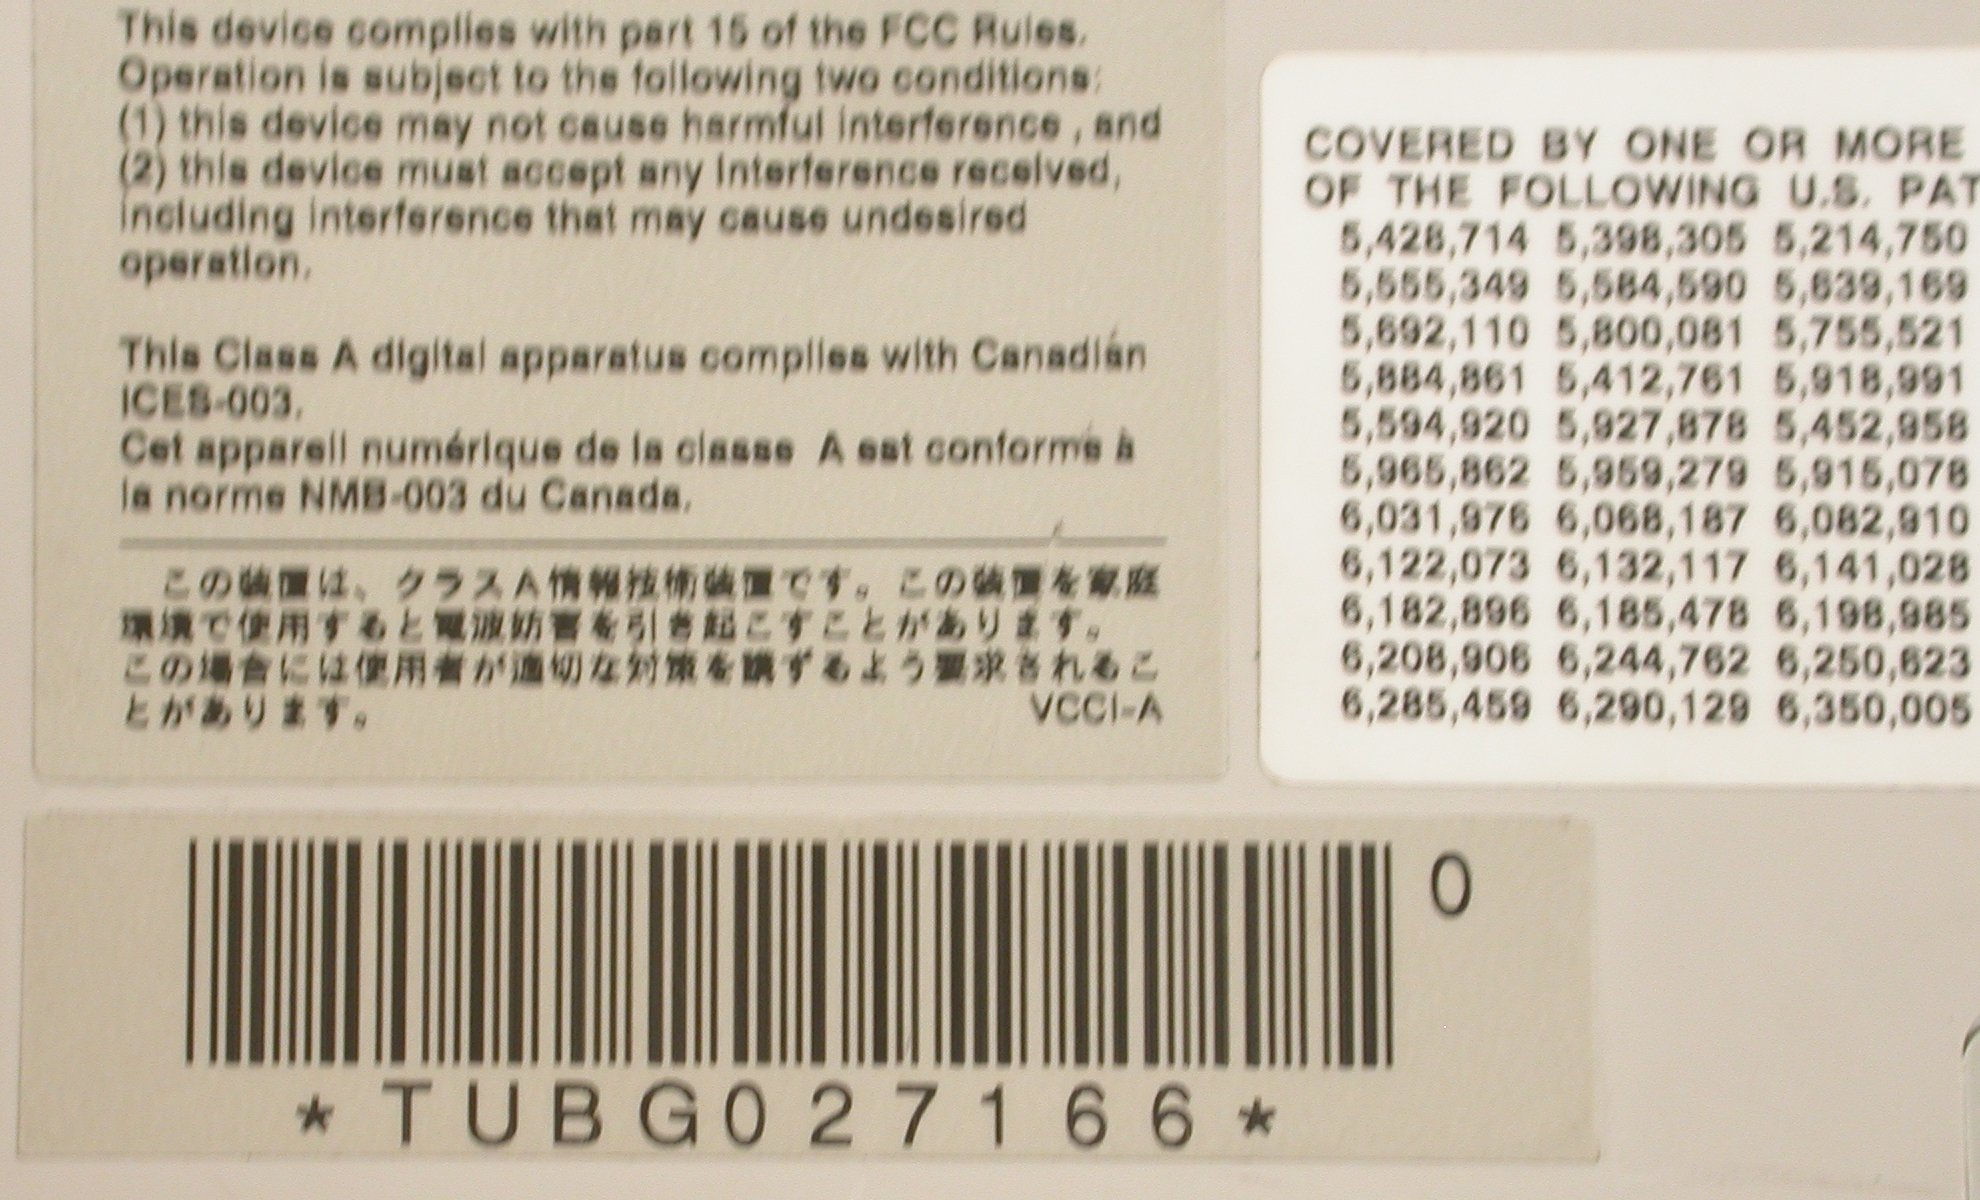 This device complies with part 15 of the FCC Rules.
Operation is subject to the following two conditions:
(1) this device may not cause harmful interference , and
(2) this device must accept any interference received,
including interference that may cause undesired
operation.
This Class A digital apparatus complies with Canadian
ICES-003.
Cet appareil numérique de la classe A est conforme à
la norme NMB-003 du Canada.
この装置は、クラスA情報技術装置です。この装置を家庭
環境で使用すると電波妨害を引き起こすことがあります。
この場合には使用者が適切な対策を講ずるよう要求されるこ
とがあります。 VCCI-A
COVERED BY ONE OR MORE
OF THE FOLLOWING U.S. PAT
5,428,714 5,398,305 5,214,750
5,555,349 5,584,590 5,639,169
5,692,110 5,800,081 5,755,521
5,884,861 5,412,761 5,918,991
5,594,920 5,927,878 5,452,958
5,965,862 5,959,279 5,915,078
6,031,976 6,068,187 6,082,910
6,122,073 6,132,117 6,141,028
6,182,896 6,185,478 6,198,985
6,208,906 6,244,762 6,250,623
6,285,459 6,290,129 6,350,005
0
*TUBG027166*